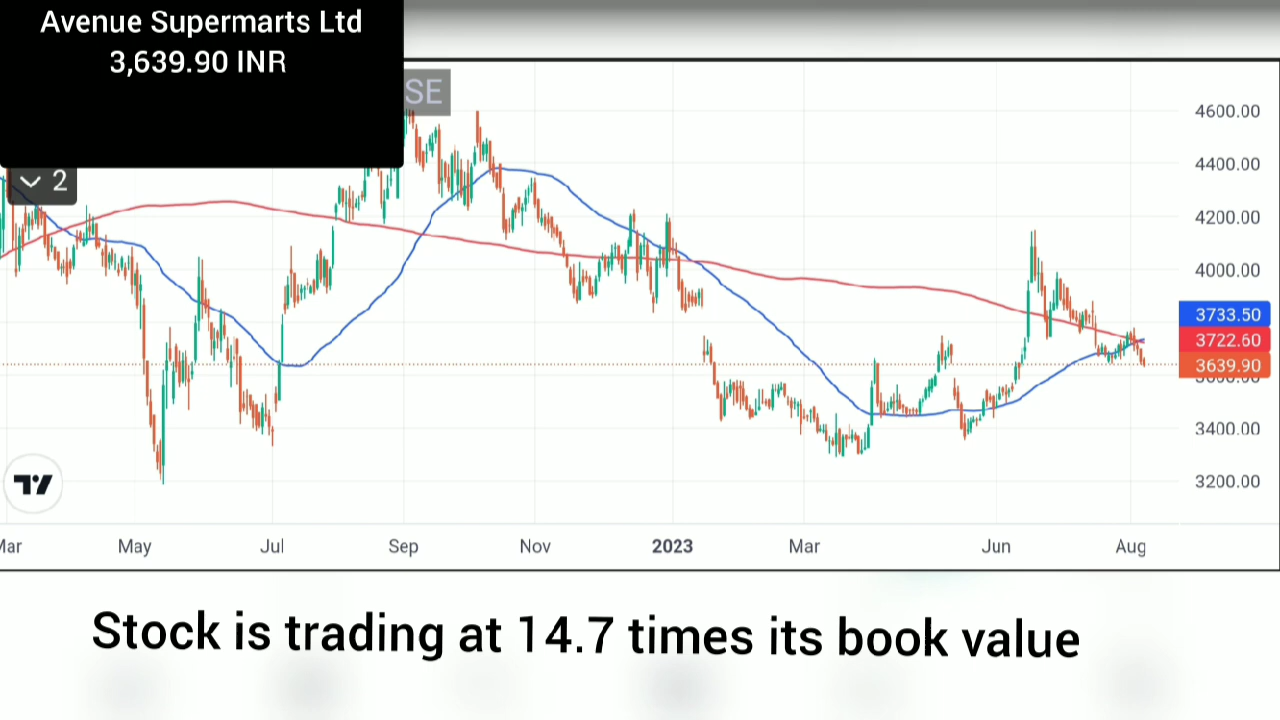 Avenue Supermarts Ltd
3,639.90 INR
SE
4600.00
4400.00
2
4200.00
4000.00
3733.50
3722.60
3639.90
3400.00
3200.00
Mar May Jul Sep Nov 2023 Mar Jun Aug
Stock is trading at 14.7 times its book value